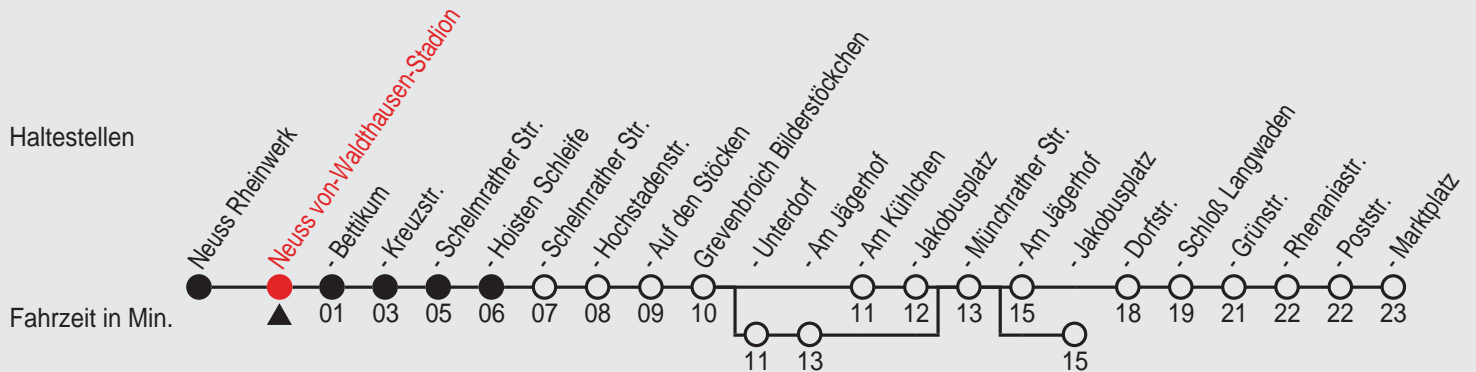 Haltestellen
Neuss Rheinwerk
Neuss von-Waldthausen-Stadion
- Bettikum
- Kreuzstr.
- Schelmrather Str.
- Hoisten Schleife
- Schelmrather Str.
- Hochstadenstr.
- Auf den Stöcken
Grevenbroich Bilderstöckchen
- Unterdorf
- Am Jägerhof
- Am Kühlchen
- Jakobusplatz
- Münchrather Str.
- Am Jägerhof
- Jakobusplatz
- Dorfstr.
- Schloß Langwaden
- Grünstr.
- Rhenaniastr.
- Poststr.
- Marktplatz
Fahrzeit in Min.
01 03 05 06 07 08 09 10 11 12 13 15 18 19 21 22 22 23
11 13 15